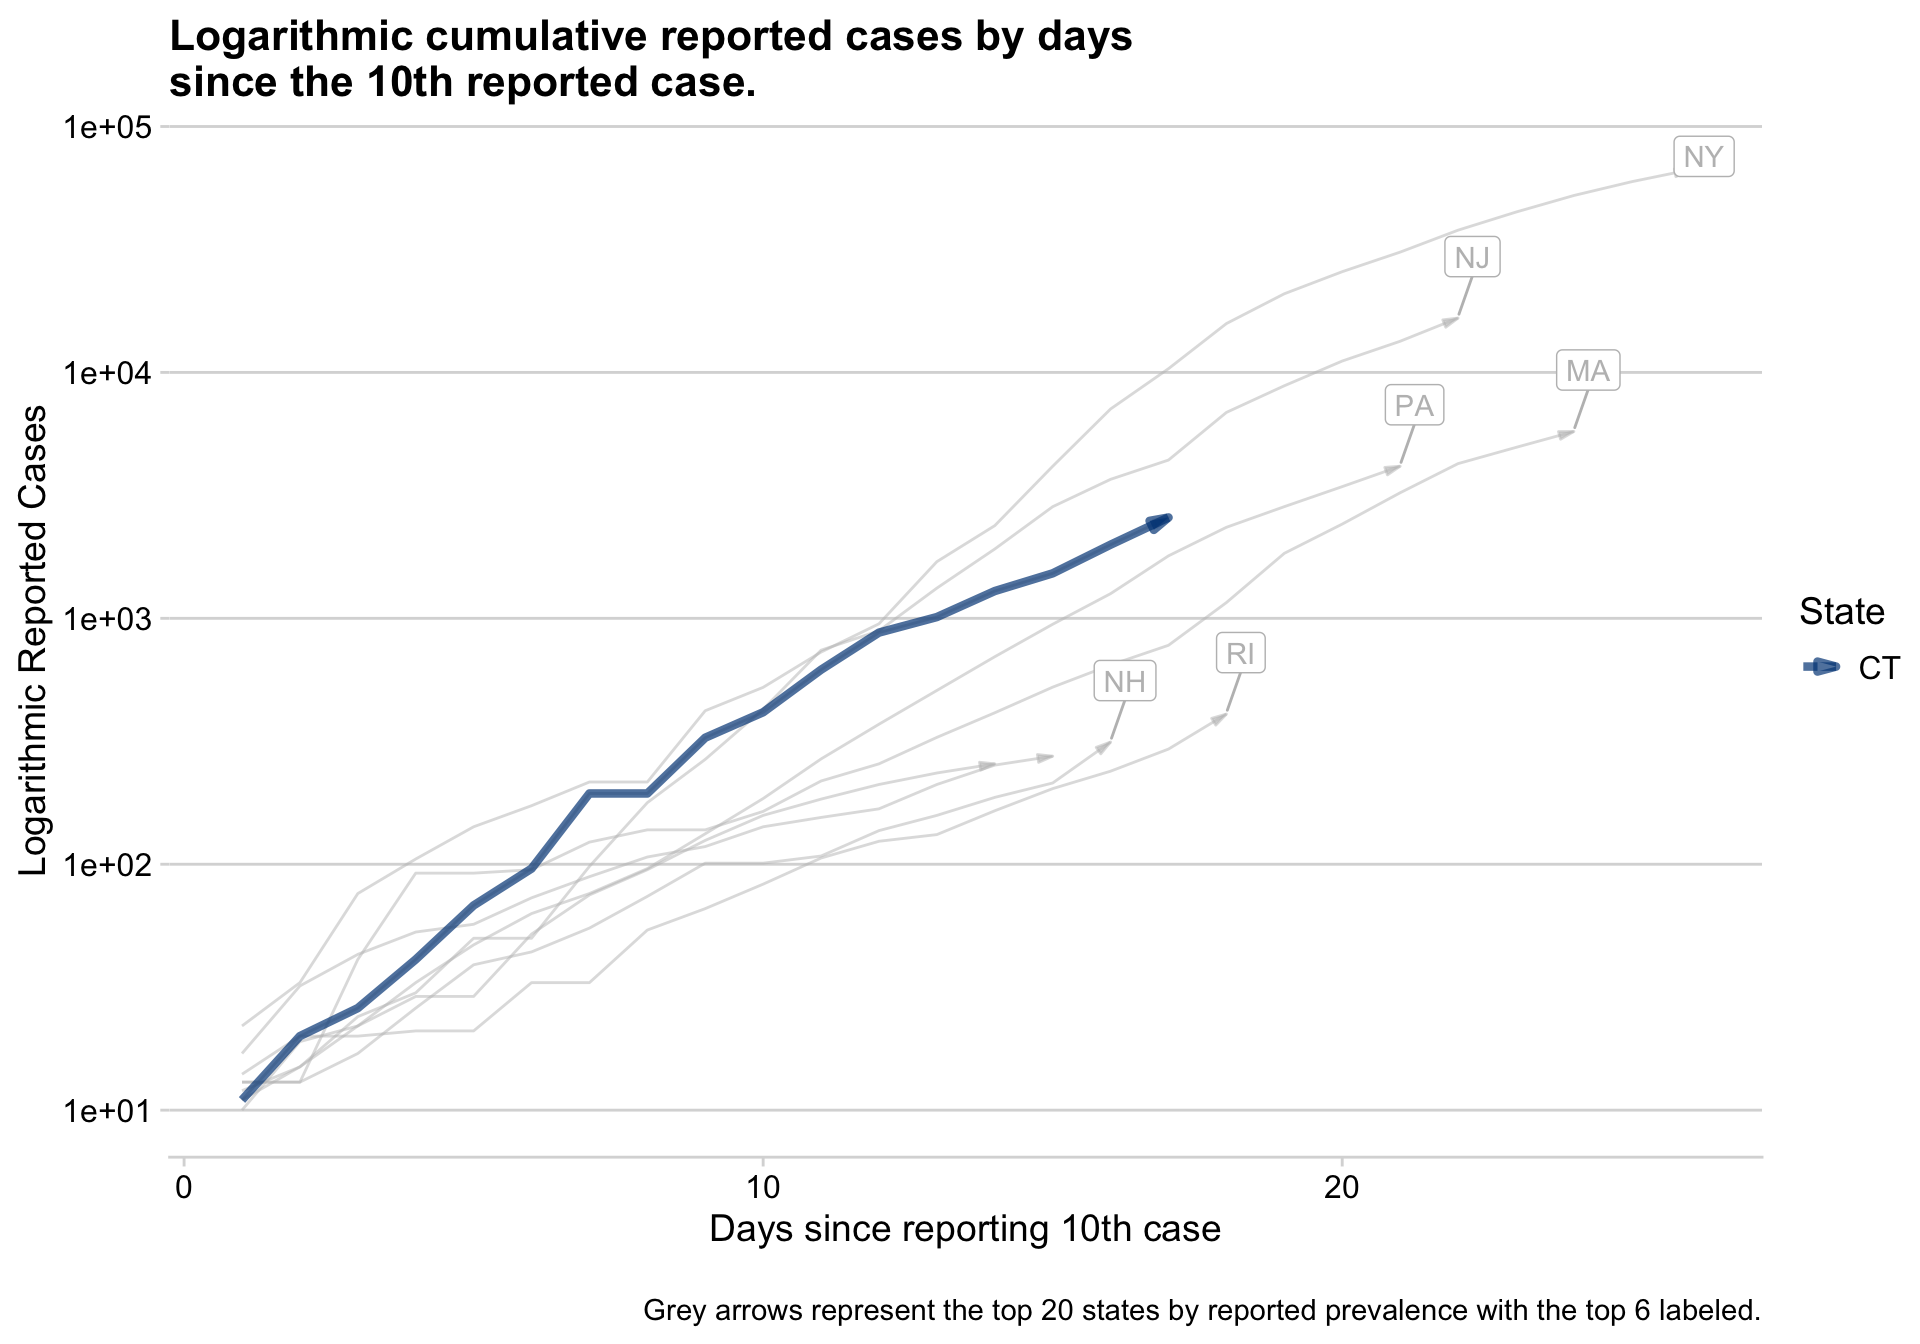 Logarithmic cumulative reported cases by days
since the 10th reported case.
1e+05
1e+04
1e+03
1e+02
1e+01
Logarithmic Reported Cases
NY
NJ
MA
PA
RI
NH
State
CT
0
10
20
Days since reporting 10th case
Grey arrows represent the top 20 states by reported prevalence with the top 6 labeled.